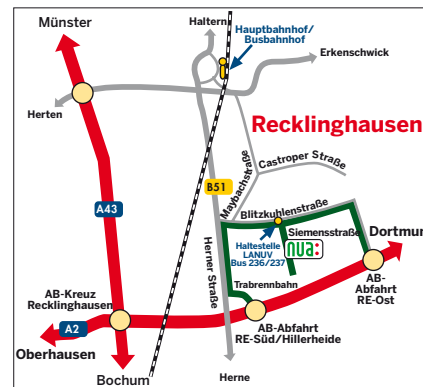 Münster
Haltern
Hauptbahnhof/
Busbahnhof
Erkenschwick
Herten
Recklinghausen
Castroper Straße
Maybachstraße
B51
A43
Blitzkuhlenstraße
Siemensstraße
nua:
Haltestelle
LANUV
Bus 236/237
Dortmund
Herner Straße
Trabrennbahn
AB-
Abfahrt
RE-Ost
AB-Kreuz
Recklinghausen
A2
AB-Abfahrt
RE-Süd/Hillerheide
Oberhausen
Bochum
Herne